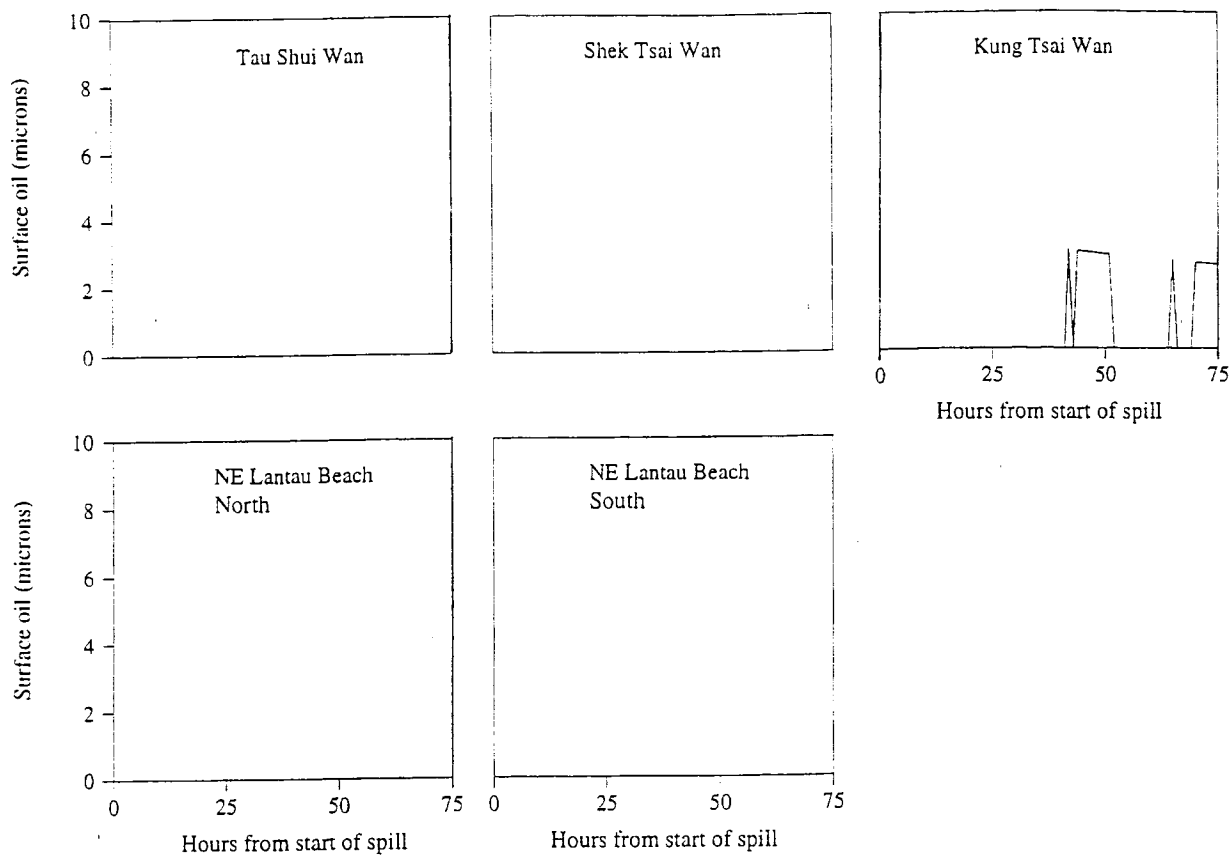 Surface oil (microns)
10
8
6
4
2
0
Tau Shui Wan
Shek Tsai Wan
Kung Tsai Wan
0
25
50
75
Hours from start of spill
Surface oil (microns)
10
8
6
4
2
0
NE Lantau Beach
North
NE Lantau Beach
South
0
25
50
75
0
25
50
75
Hours from start of spill
Hours from start of spill